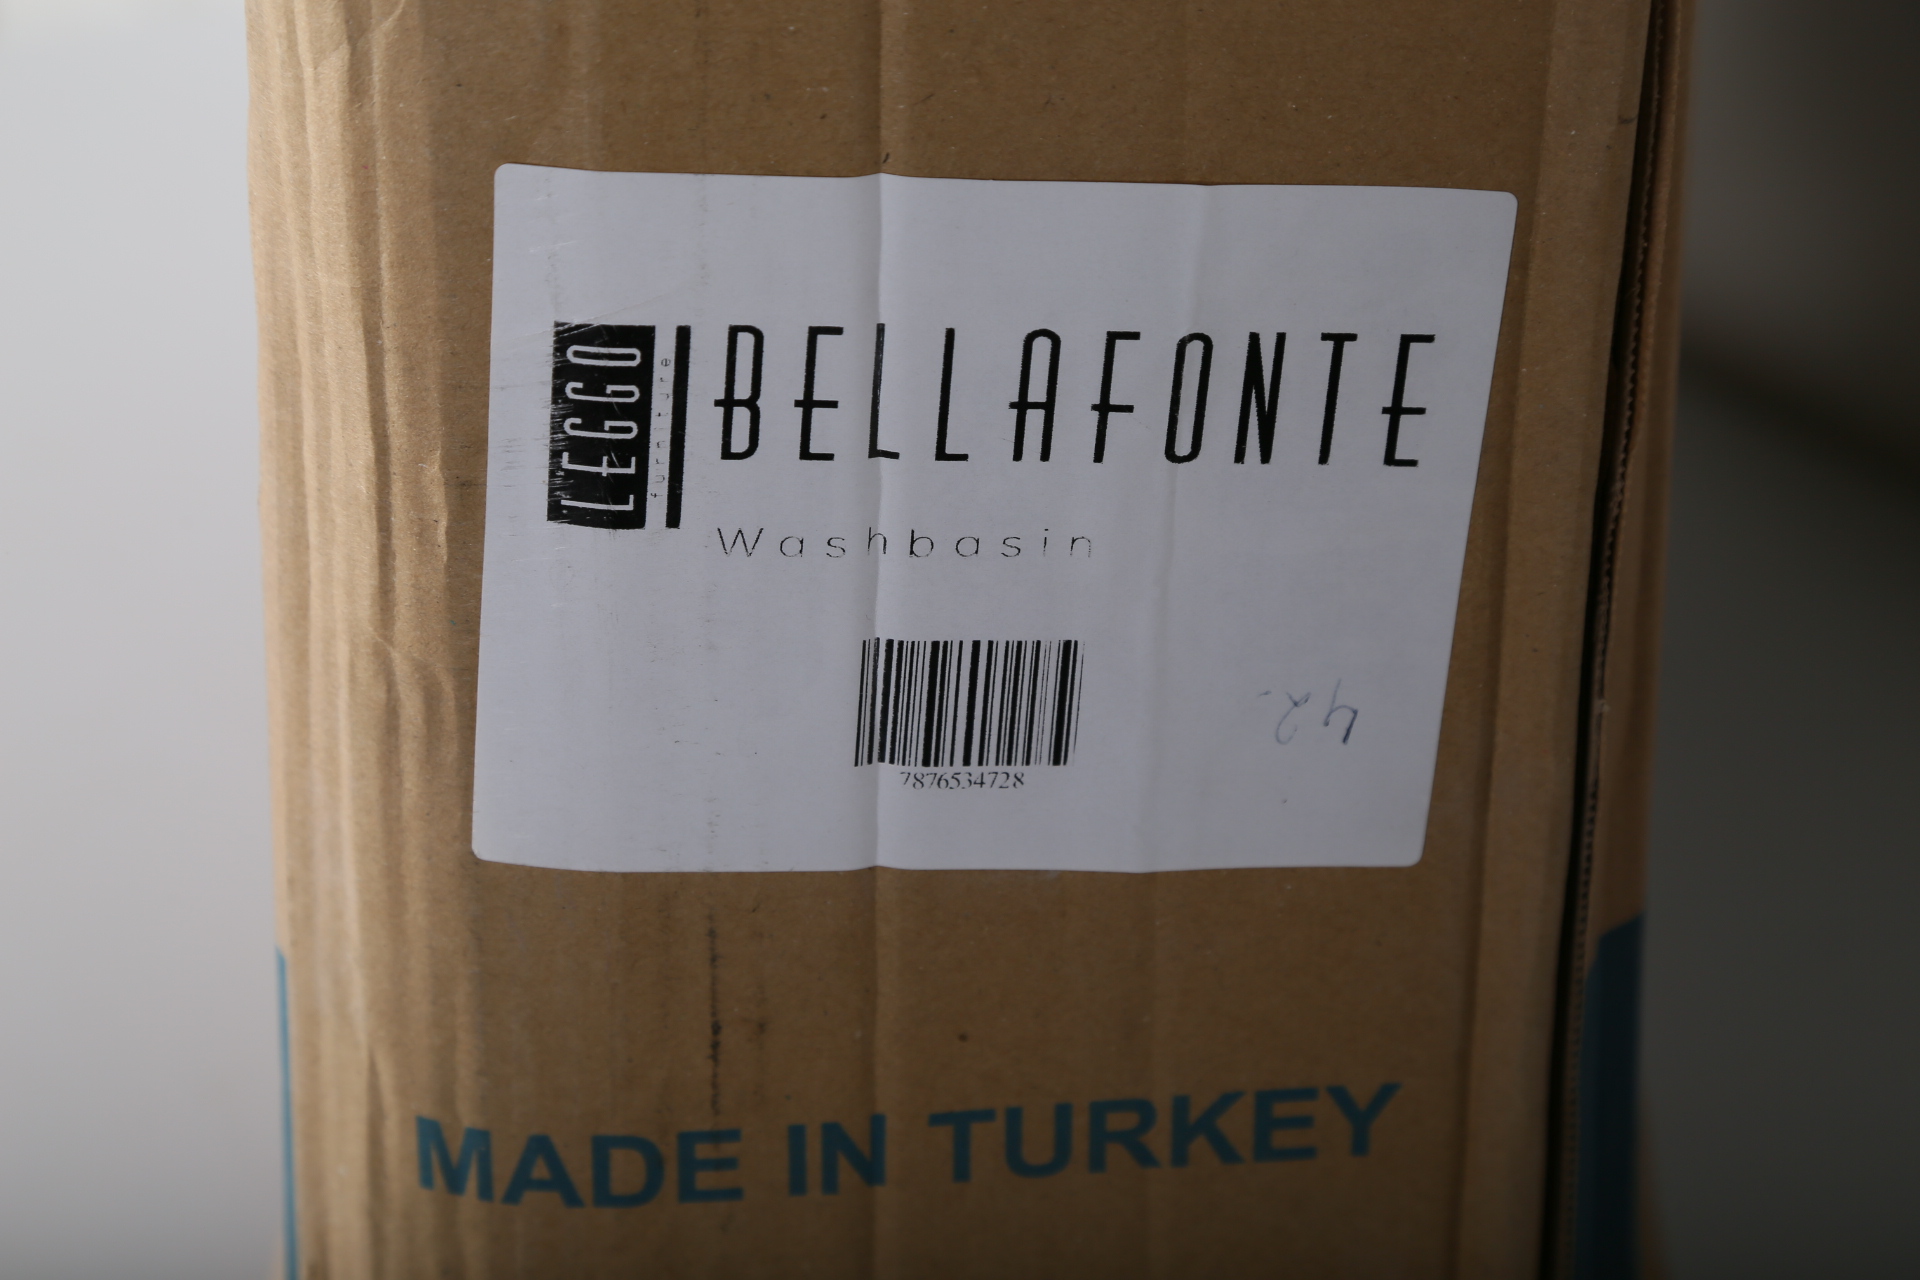 LEGGO
furniture
BELLAFONTE
Washbasin
7876534728
42.
MADE IN TURKEY